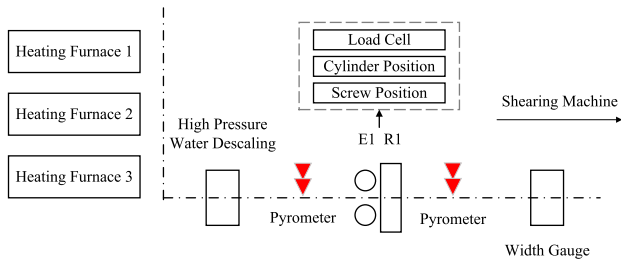 Heating Furnace 1
Heating Furnace 2
Heating Furnace 3
Load Cell
Cylinder Position
Screw Position
Shearing Machine
High Pressure
Water Descaling
E1 R1
Pyrometer
Pyrometer
Width Gauge